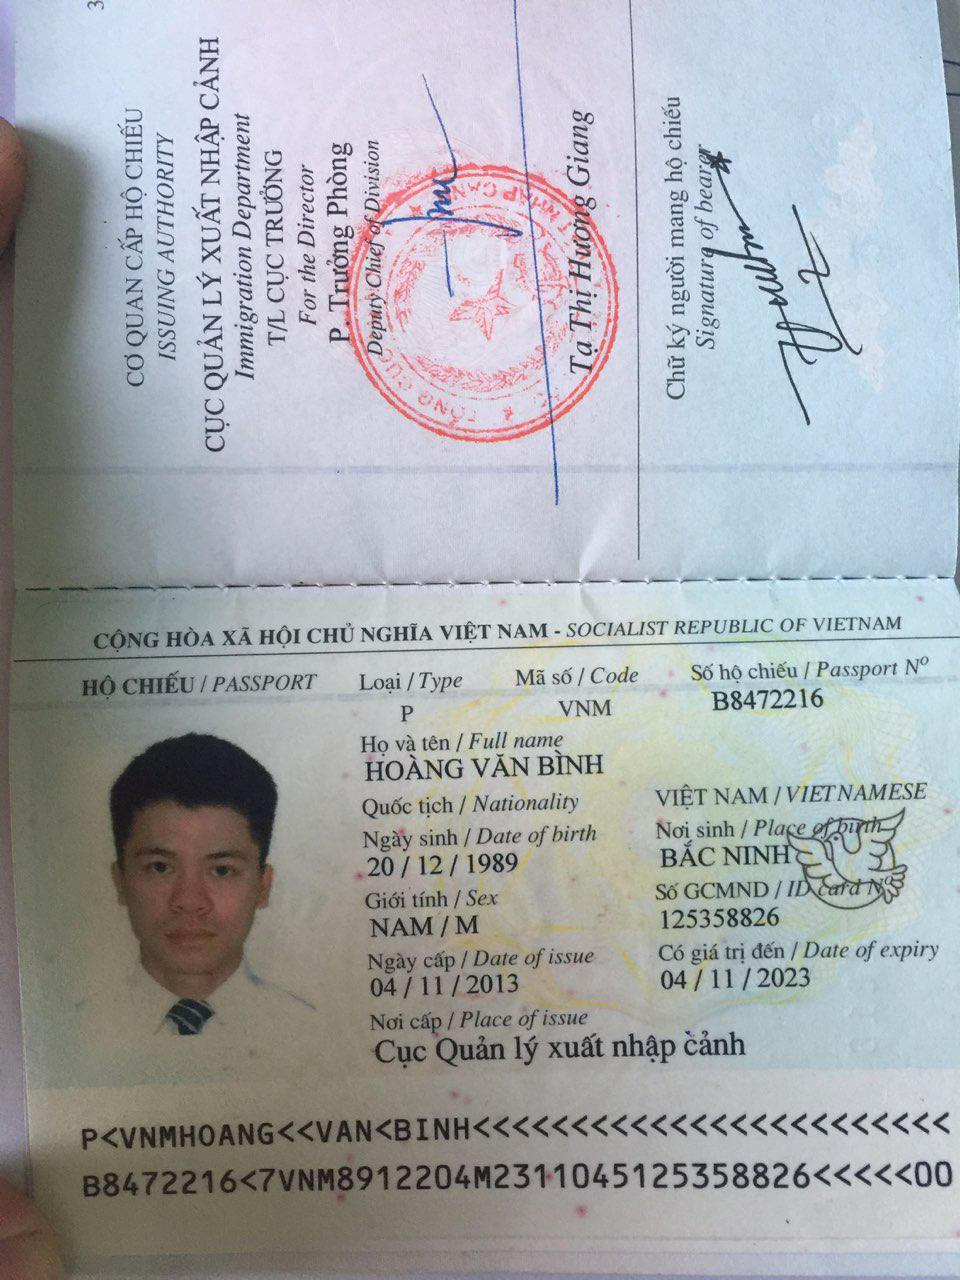 3
CƠ QUAN CẤP HỘ CHIẾU
ISSUING AUTHORITY
CỤC QUẢN LÝ XUẤT NHẬP CẢNH
Immigration Department
T/L CỤC TRƯỞNG
For the Director
P. Trưởng Phòng
Deputy Chief of Division
TỔNG CỤC
NHẬP CẢN
Tạ Thị Hương Giang
Chữ ký người mang hộ chiếu
Signature of bearer
CỘNG HÒA XÃ HỘI CHỦ NGHĨA VIỆT NAM - SOCIALIST REPUBLIC OF VIETNAM
HỘ CHIẾU / PASSPORT Loại / Type Mã số / Code Số hộ chiếu / Passport Nº
P VNM B8472216
Họ và tên / Full name
HOÀNG VĂN BÌNH
Quốc tịch / Nationality VIỆT NAM / VIETNAMESE
Ngày sinh / Date of birth Nơi sinh / Place of birth
20 / 12 / 1989 BẮC NINH
Giới tính / Sex Số GCMND / ID card Nº
NAM / M 125358826
Ngày cấp / Date of issue Có giá trị đến / Date of expiry
04 / 11 / 2013 04 / 11 / 2023
Nơi cấp / Place of issue
Cục Quản lý xuất nhập cảnh
P<VNMHOANG<<VAN<BINH<<<<<<<<<<<<<<<<<<<<<<<<
B8472216<7VNM8912204M2311045125358826<<<<<00